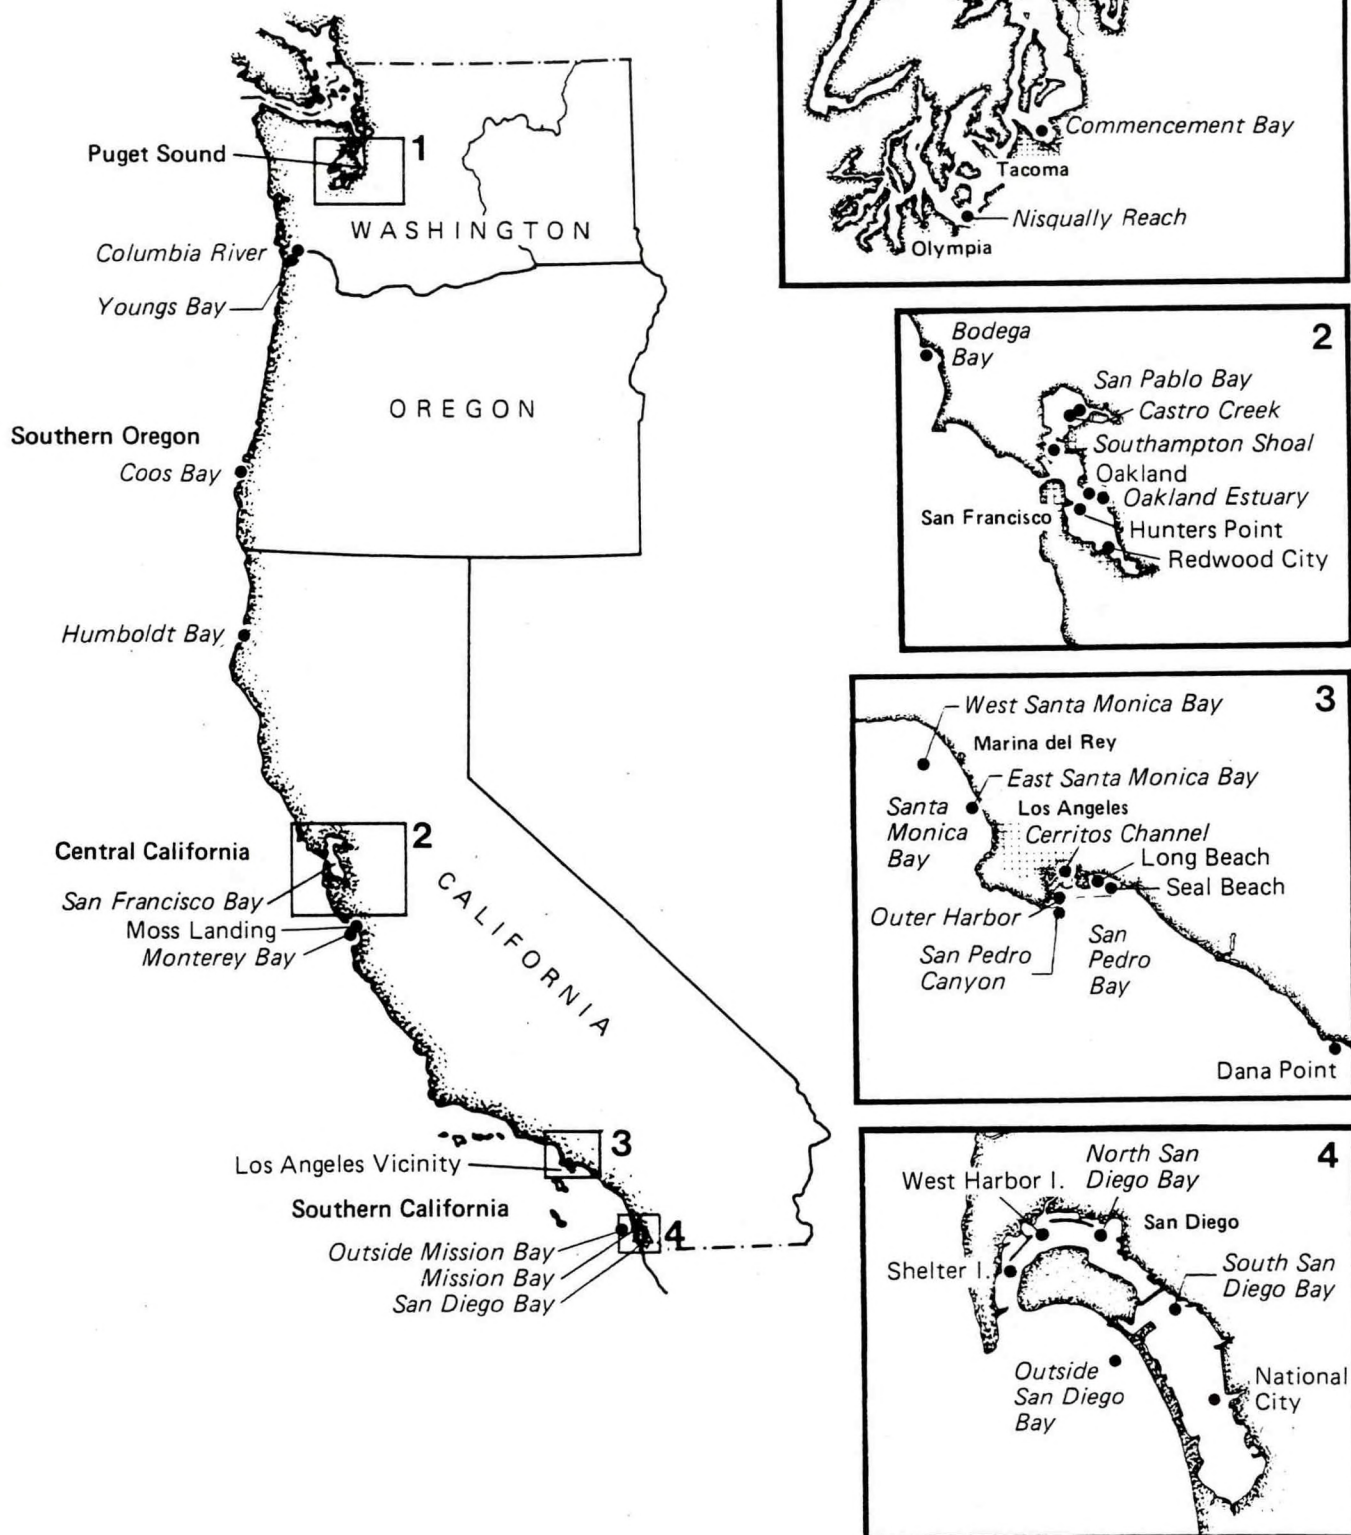 Puget Sound
1
WASHINGTON
Columbia River
Youngs Bay
OREGON
Southern Oregon
Coos Bay
Humboldt Bay
2
Central California
San Francisco Bay
Moss Landing
Monterey Bay
CALIFORNIA
3
Los Angeles Vicinity
Southern California
4
Outside Mission Bay
Mission Bay
San Diego Bay
Commencement Bay
Tacoma
Nisqually Reach
Olympia
2
Bodega
Bay
San Pablo Bay
Castro Creek
Southampton Shoal
Oakland
Oakland Estuary
San Francisco
Hunters Point
Redwood City
3
West Santa Monica Bay
Marina del Rey
East Santa Monica Bay
Santa
Monica
Bay
Los Angeles
Cerritos Channel
Long Beach
Seal Beach
Outer Harbor
San Pedro
Canyon
San
Pedro
Bay
Dana Point
4
North San
Diego Bay
West Harbor I.
San Diego
Shelter I.
South San
Diego Bay
Outside
San Diego
Bay
National
City